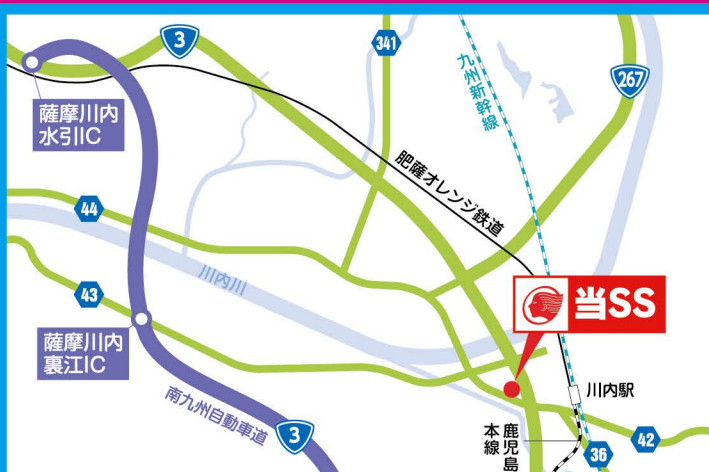 3
341
九州新幹線
267
薩摩川内
水引IC
肥薩オレンジ鉄道
44
川内川
43
当SS
薩摩川内
裏江IC
川内駅
南九州自動車道
3
鹿児島
本線
42
36